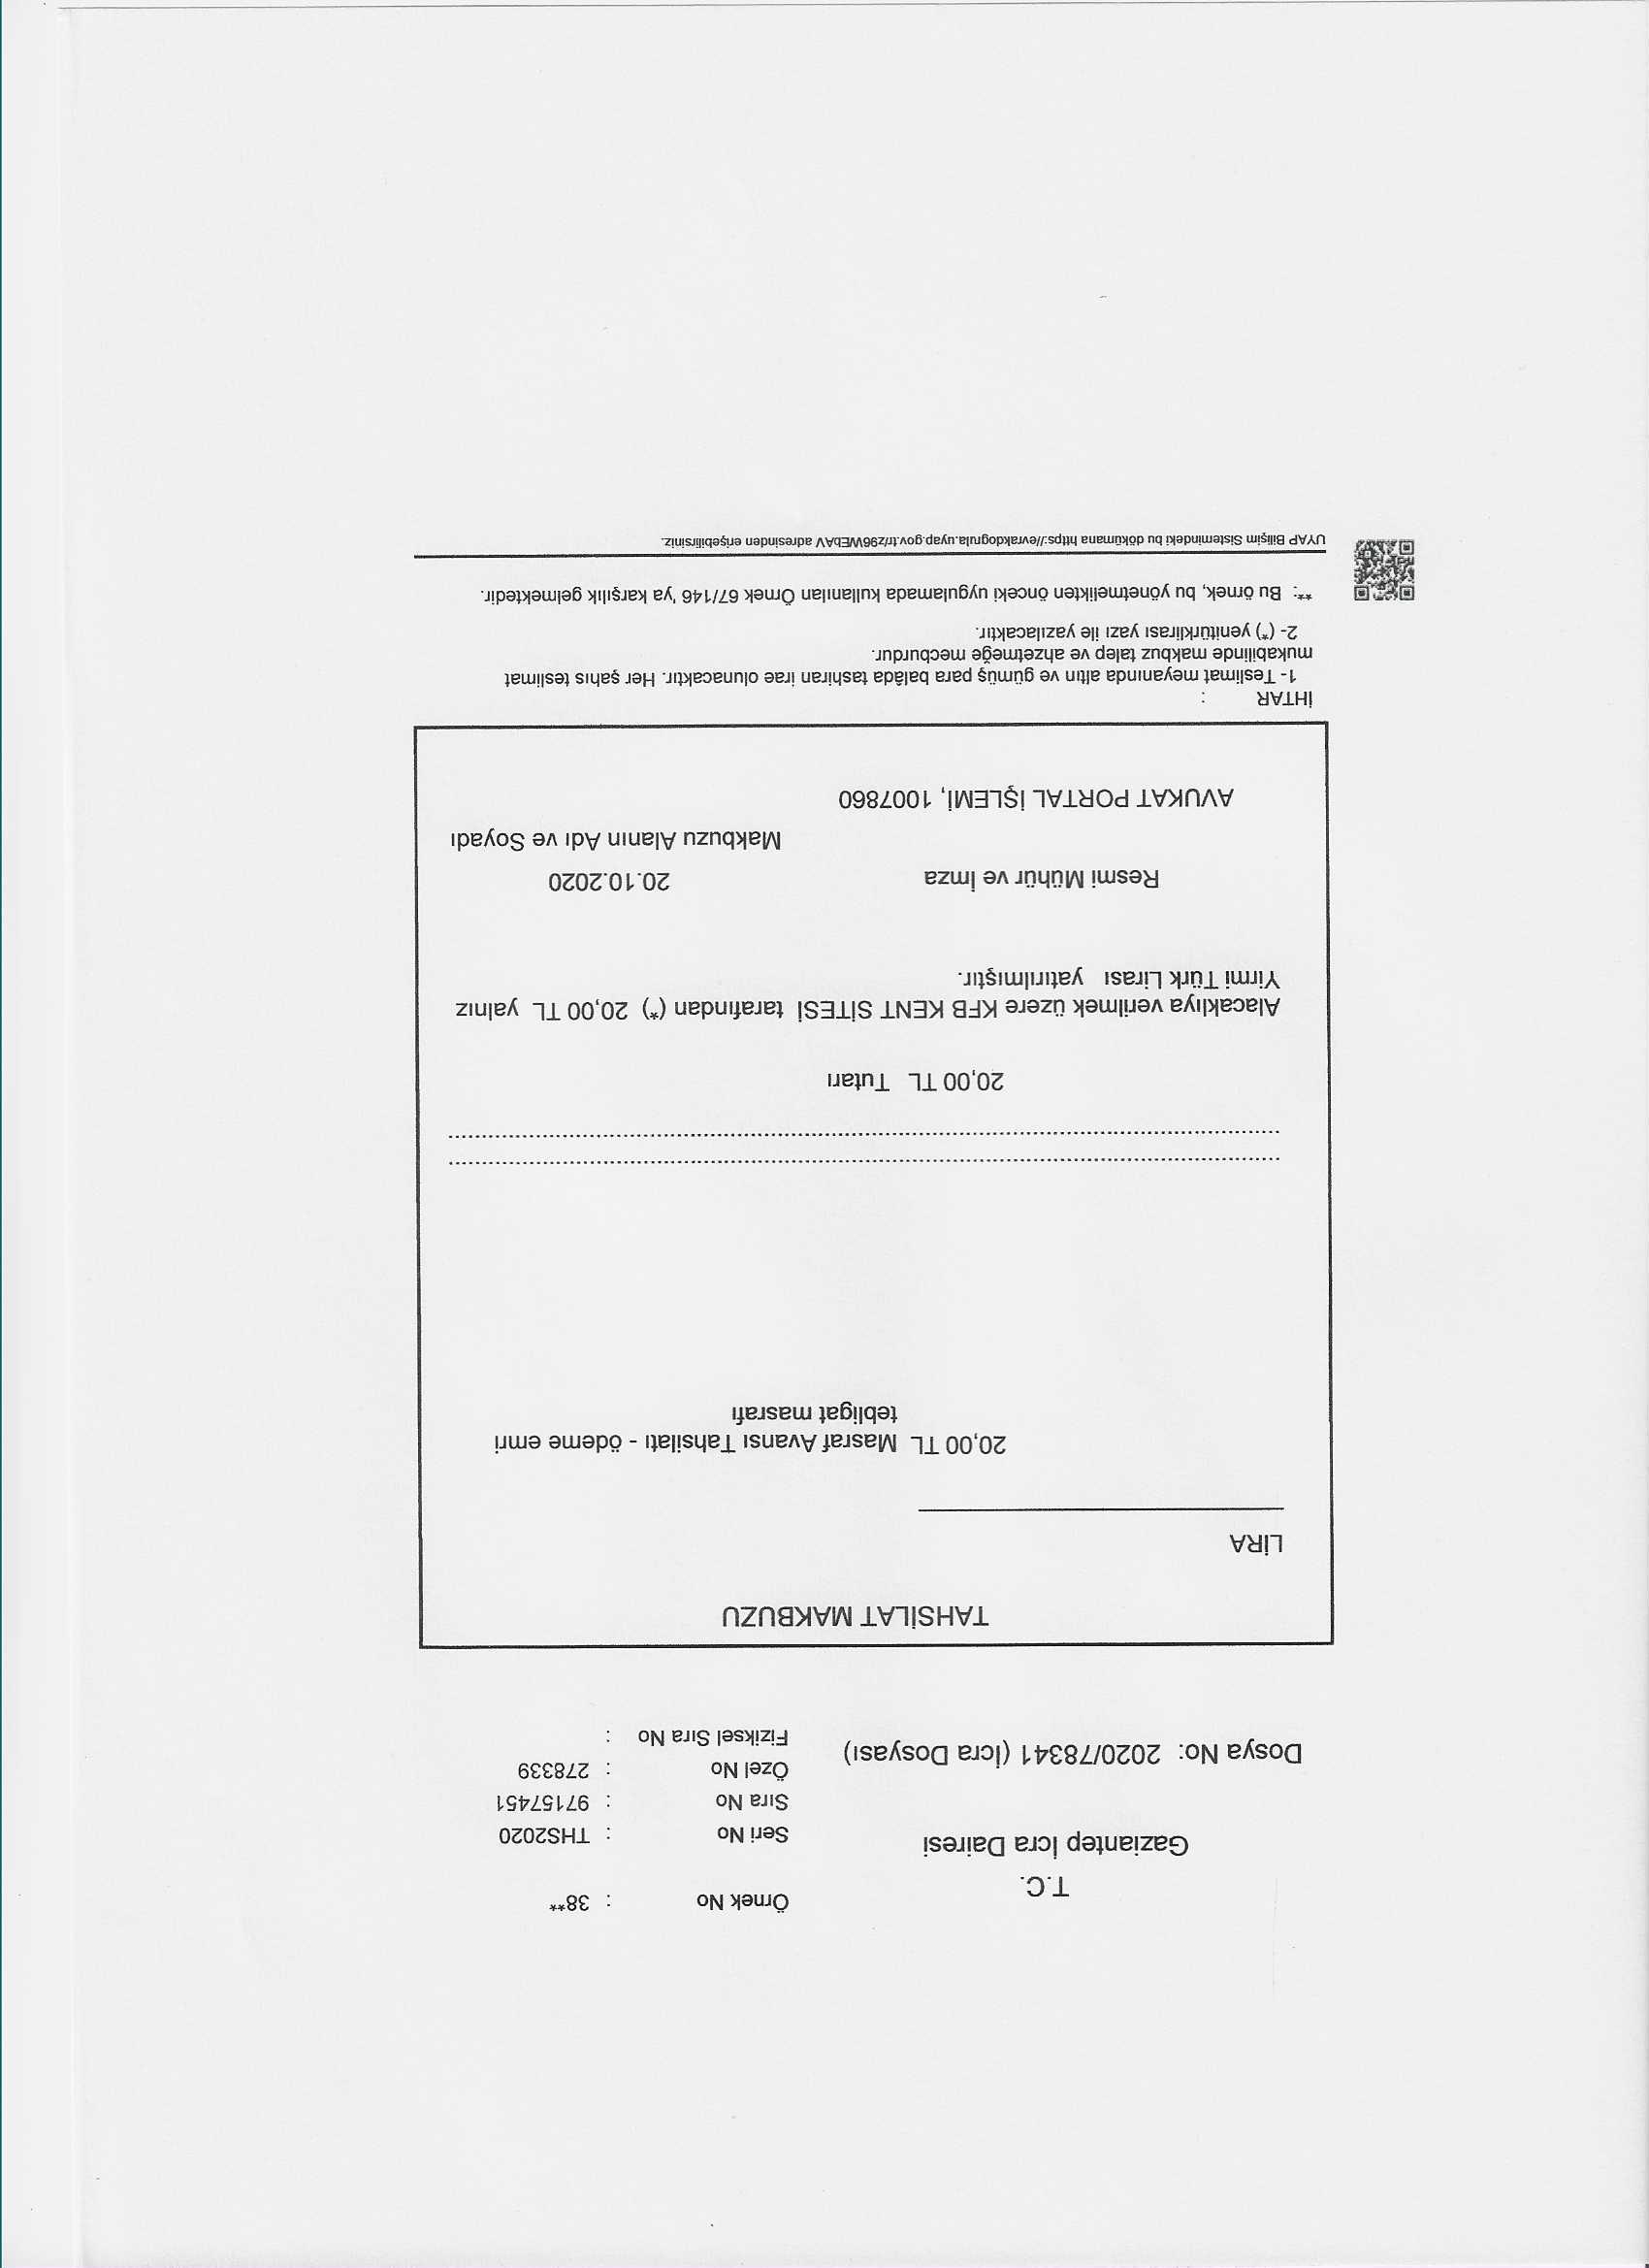 T.C.
Gaziantep İcra Dairesi
Dosya No: 2020/78341 (İcra Dosyası)
Örnek No : 38**
Seri No : THS2020
Sıra No : 97157451
Özel No : 278339
Fiziksel Sıra No :
TAHSİLAT MAKBUZU
LİRA
20,00 TL Masraf Avansı Tahsilatı - ödeme emri
tebligat masrafı
20,00 TL Tutarı
Alacaklıya verilmek üzere KFB KENT SİTESİ tarafından (*) 20,00 TL yalnız
Yirmi Türk Lirası yatırılmıştır.
Resmi Mühür ve İmza
20.10.2020
Makbuzu Alanın Adı ve Soyadı
AVUKAT PORTAL İŞLEMİ, 1007860
İHTAR :
1- Teslimat meyanında altın ve gümüş para balâda tashiran irae olunacaktır. Her şahıs teslimat
mukabilinde makbuz talep ve ahzetmeğe mecburdur.
2- (*) yenitürklirası yazı ile yazılacaktır.
**: Bu örnek, bu yönetmelikten önceki uygulamada kullanılan Örnek 67/146 'ya karşılık gelmektedir.
UYAP Bilişim Sistemindeki bu dökümana https://evrakdogrula.uyap.gov.tr/z96WEbAV adresinden erişebilirsiniz.